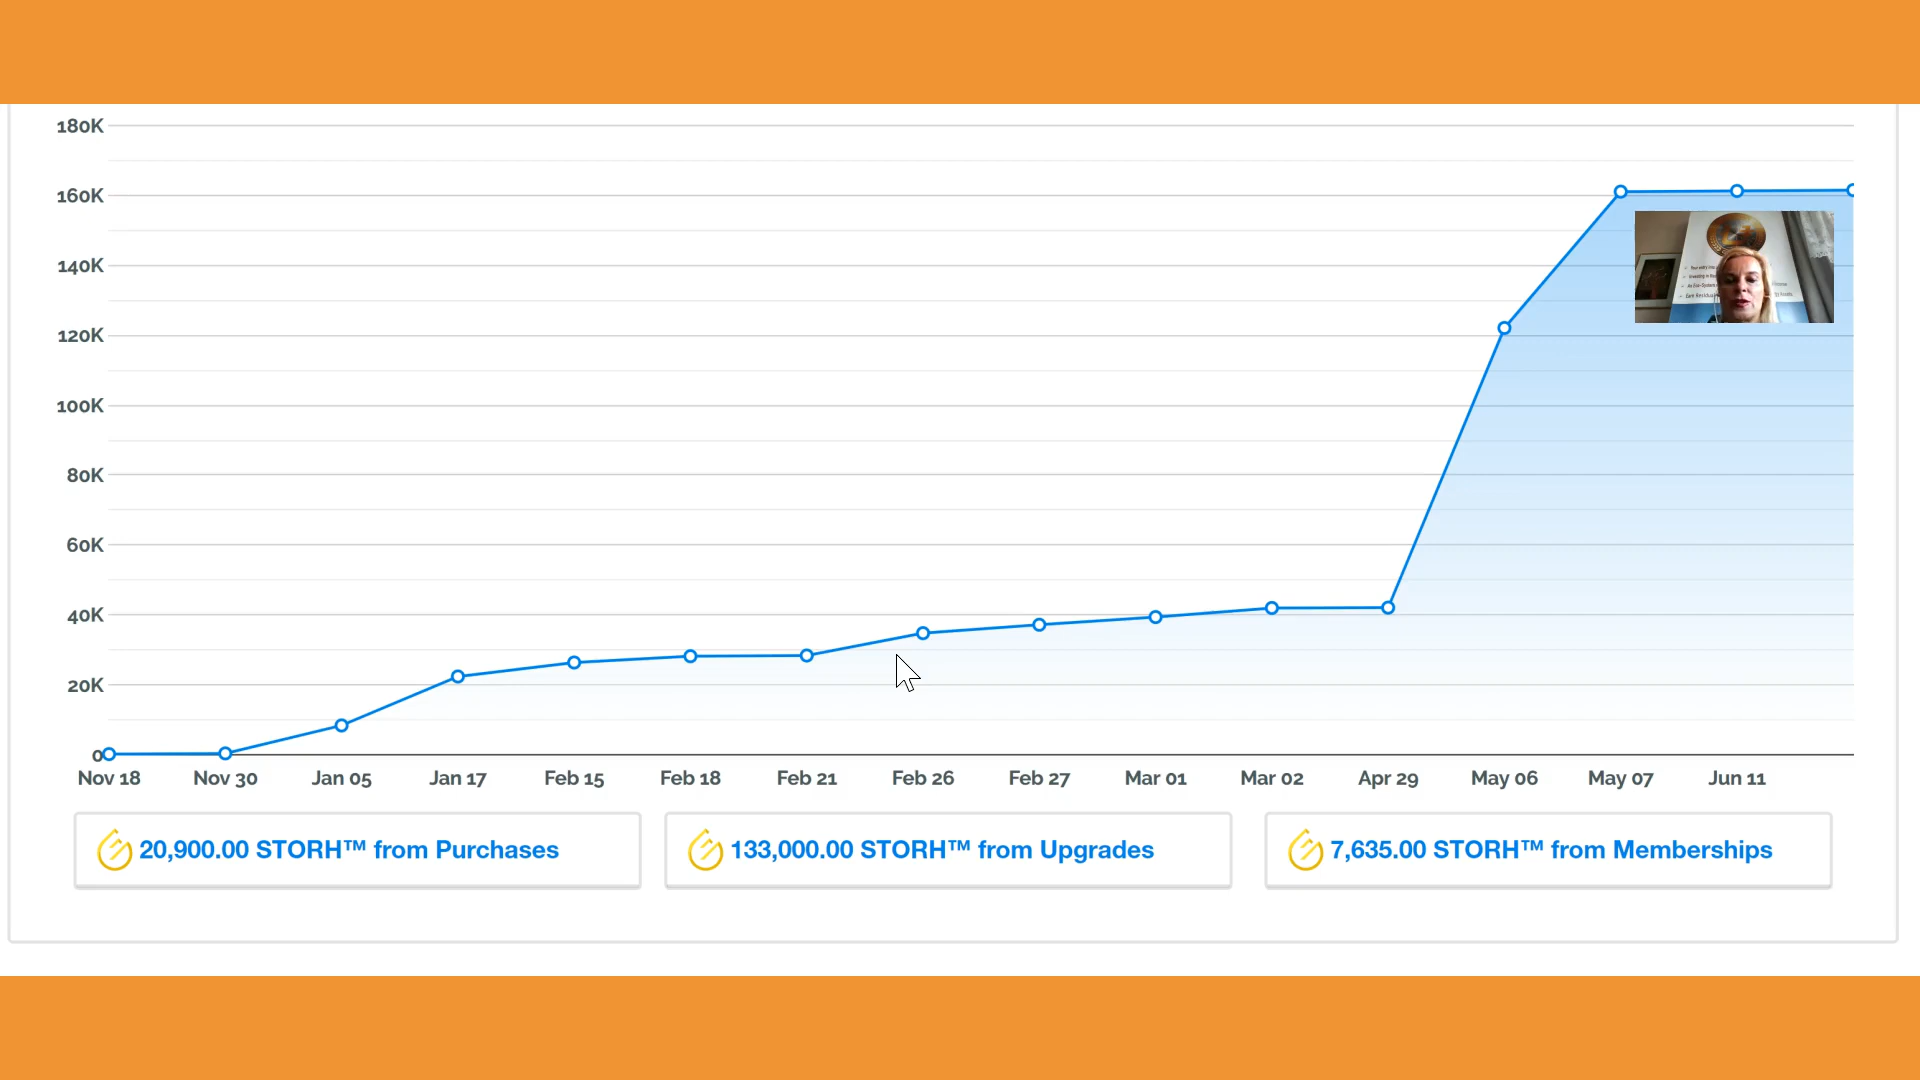 180K
160K
140K
120K
100K
80K
60K
40K
20K
0
Nov 18 Nov 30 Jan 05 Jan 17 Feb 15 Feb 18 Feb 21 Feb 26 Feb 27 Mar 01 Mar 02 Apr 29 May 06 May 07 Jun 11
20,900.00 STORH™ from Purchases
133,000.00 STORH™ from Upgrades
7,635.00 STORH™ from Memberships